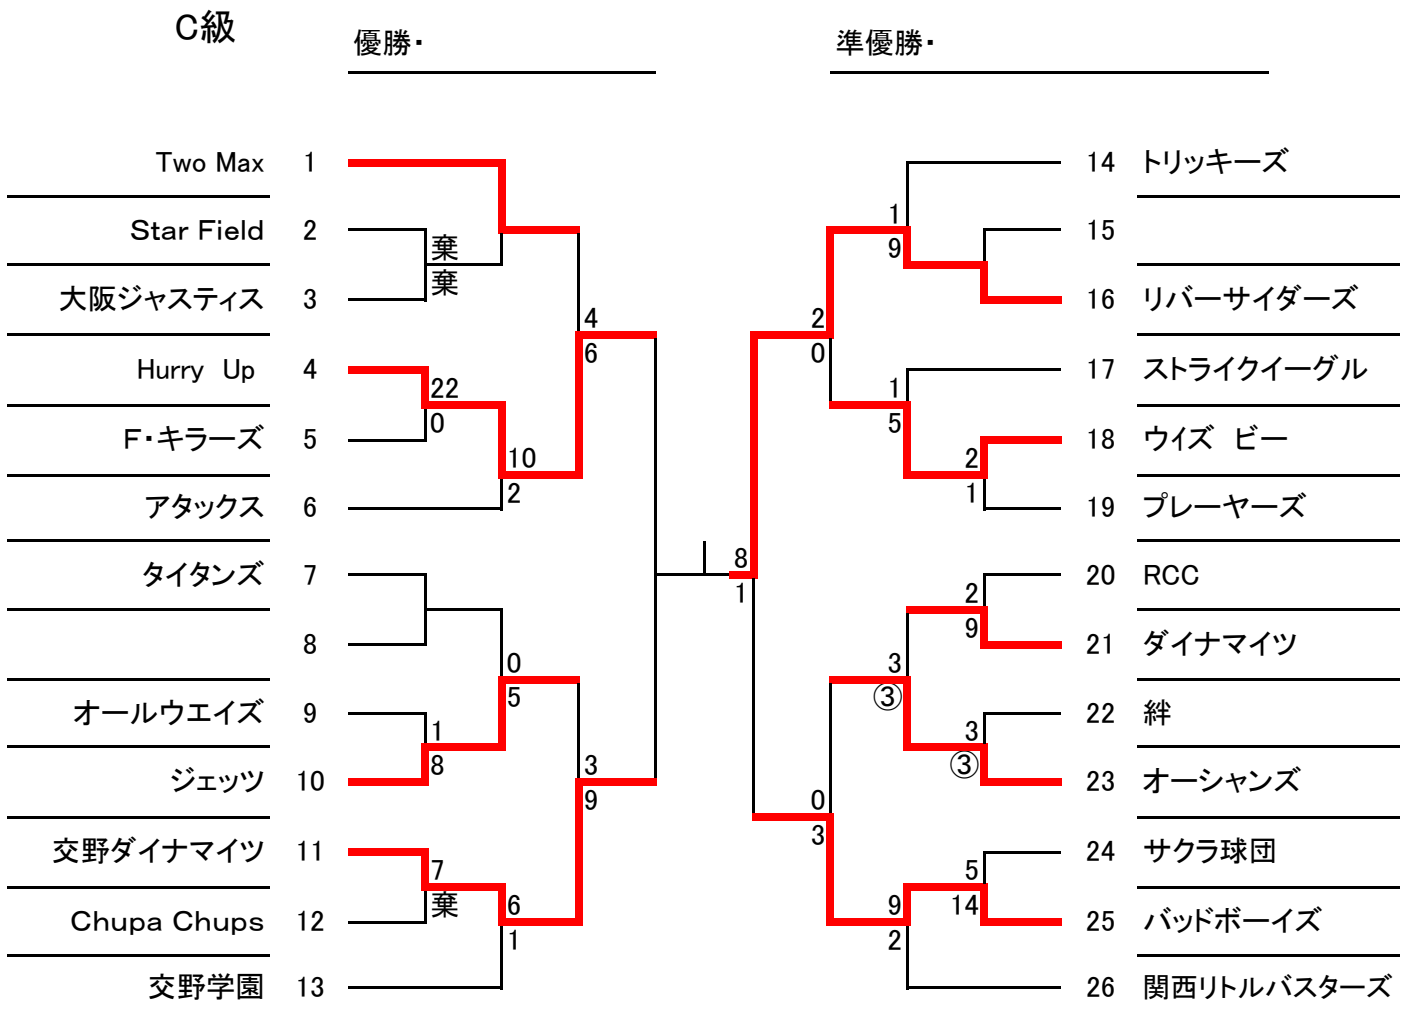 C級
優勝・
準優勝・
Two Max 1
Star Field 2
大阪ジャスティス 3
Hurry Up 4
F・キラーズ 5
アタックス 6
タイタンズ 7
8
オールウエイズ 9
ジェッツ 10
交野ダイナマイツ 11
Chupa Chups 12
交野学園 13
棄
棄
22
0
10
2
4
6
1
8
0
5
7
棄
6
1
3
9
8
1
2
0
1
9
1
5
2
1
2
9
3
③
3
③
0
3
5
14
9
2
14 トリッキーズ
15
16 リバーサイダーズ
17 ストライクイーグル
18 ウイズ ビー
19 プレーヤーズ
20 RCC
21 ダイナマイツ
22 絆
23 オーシャンズ
24 サクラ球団
25 バッドボーイズ
26 関西リトルバスターズ